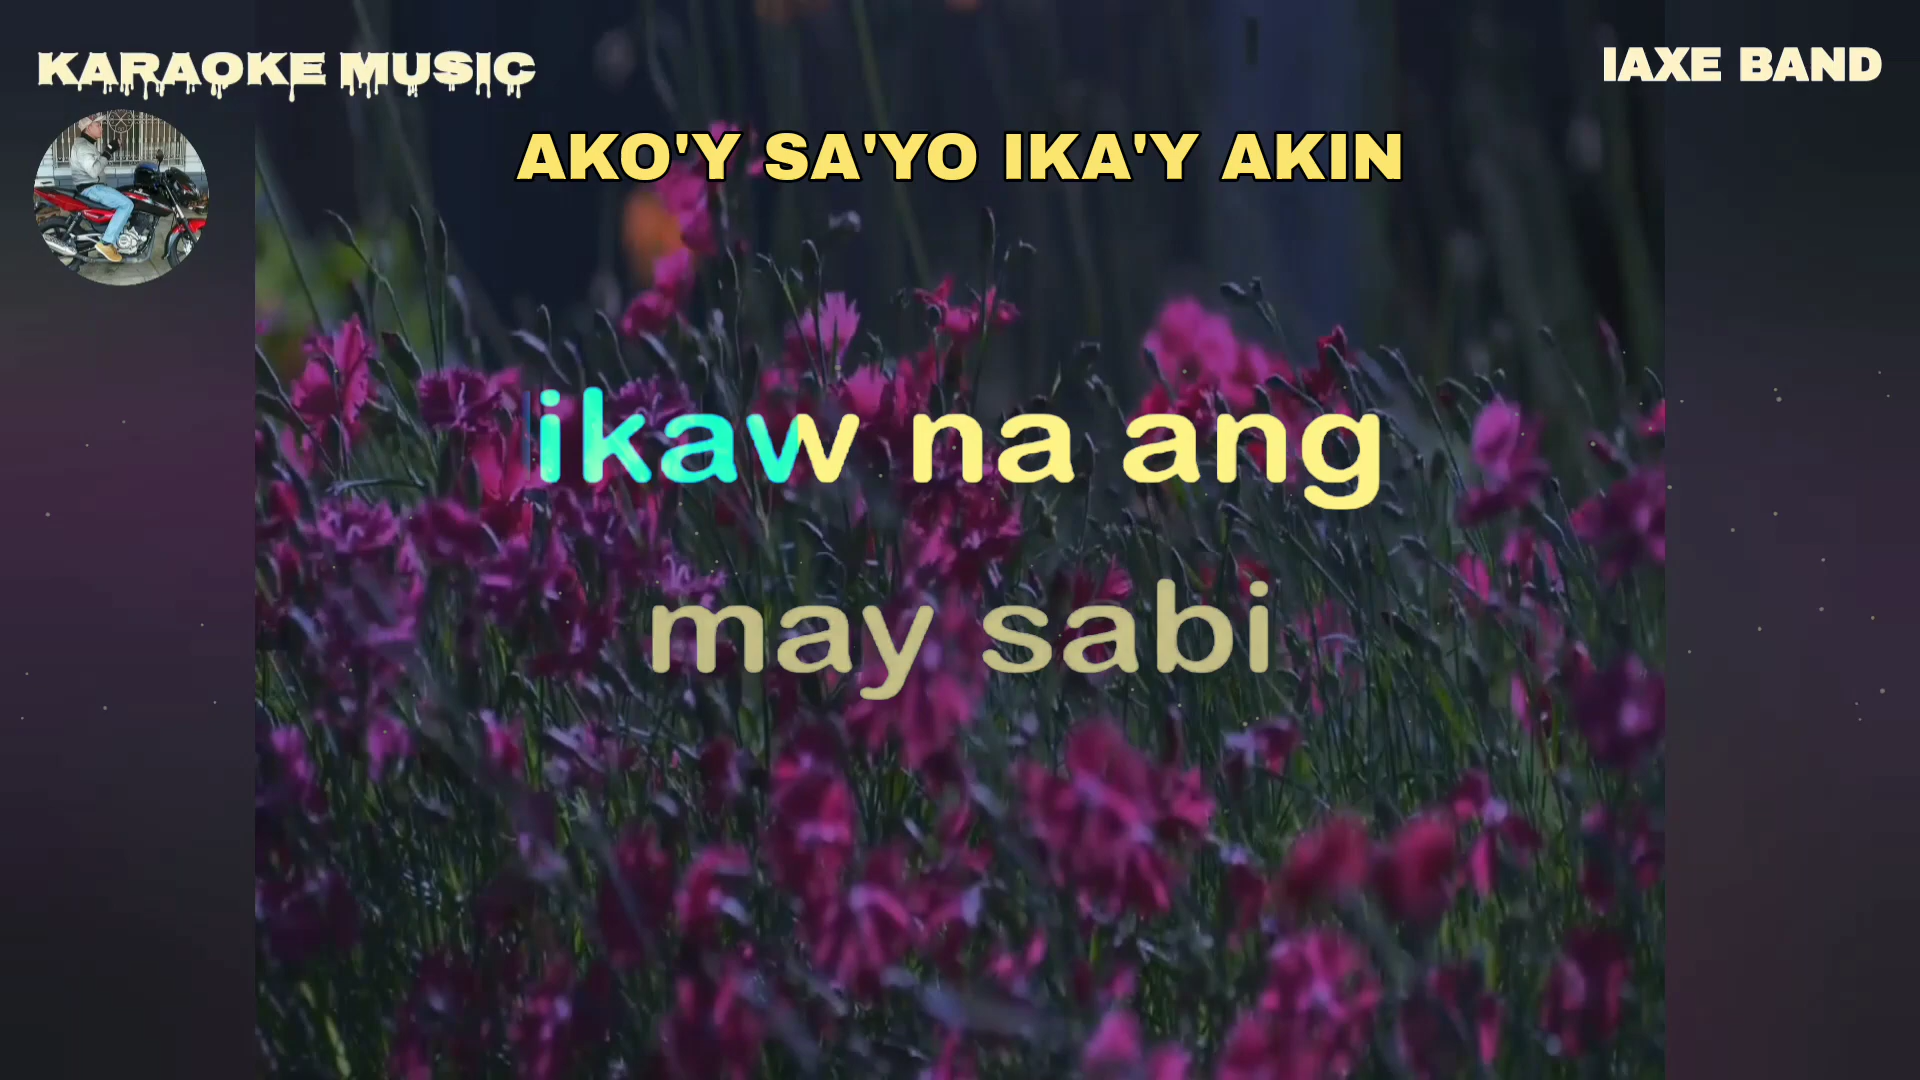 KARAOKE MUSIC
IAXE BAND
AKO'Y SA'YO IKA'Y AKIN
ikaw na ang
may sabi